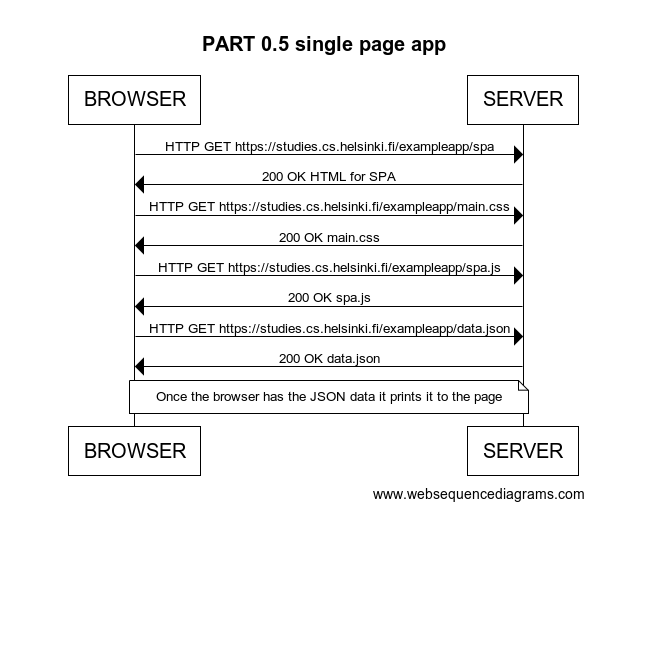 PART 0.5 single page app
BROWSER SERVER
HTTP GET https://studies.cs.helsinki.fi/exampleapp/spa
200 OK HTML for SPA
HTTP GET https://studies.cs.helsinki.fi/exampleapp/main.css
200 OK main.css
HTTP GET https://studies.cs.helsinki.fi/exampleapp/spa.js
200 OK spa.js
HTTP GET https://studies.cs.helsinki.fi/exampleapp/data.json
200 OK data.json
Once the browser has the JSON data it prints it to the page
BROWSER SERVER
www.websequencediagrams.com